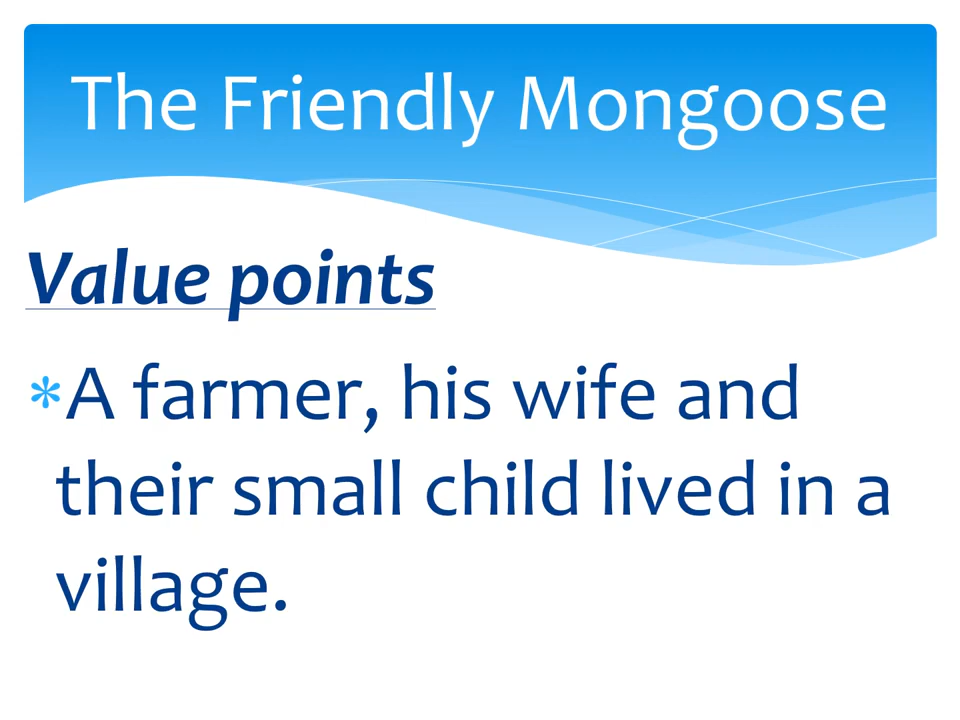 The Friendly Mongoose
Value points
*A farmer, his wife and
their small child lived in a
village.